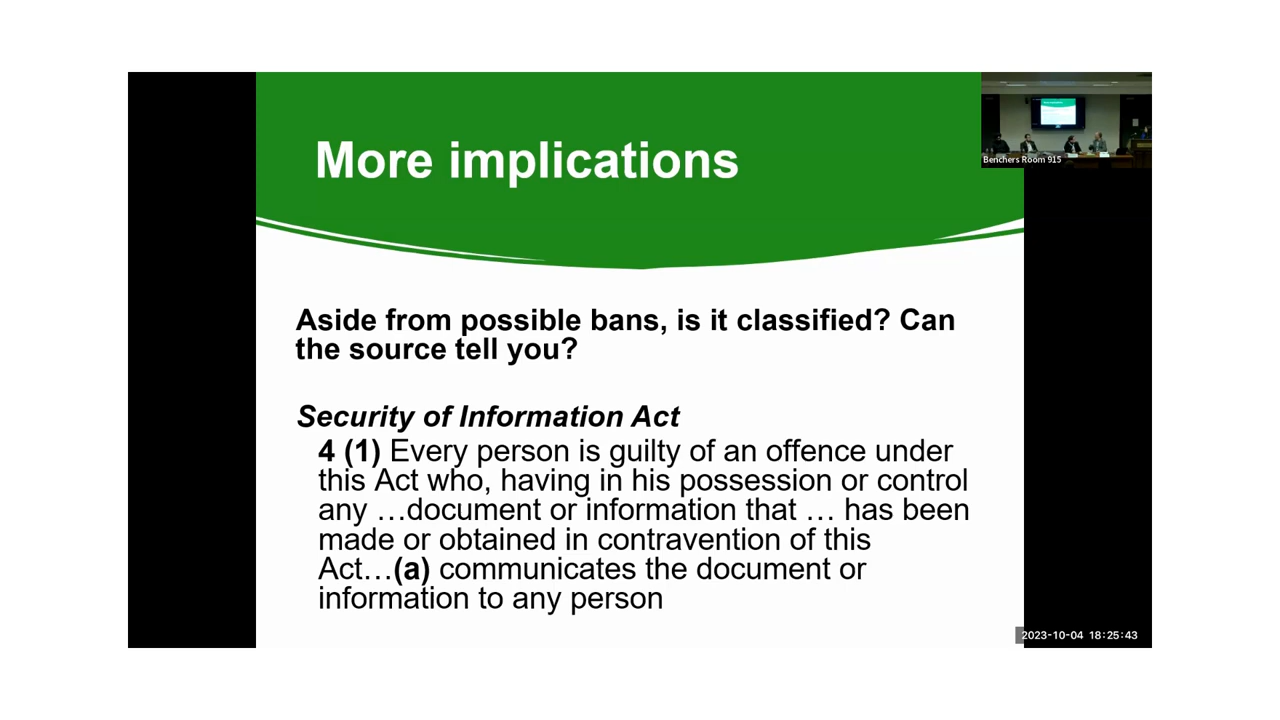 More implications
Benchers Room 915
Aside from possible bans, is it classified? Can
the source tell you?
Security of Information Act
4 (1) Every person is guilty of an offence under
this Act who, having in his possession or control
any …document or information that … has been
made or obtained in contravention of this
Act…(a) communicates the document or
information to any person
2023-10-04 18:25:43